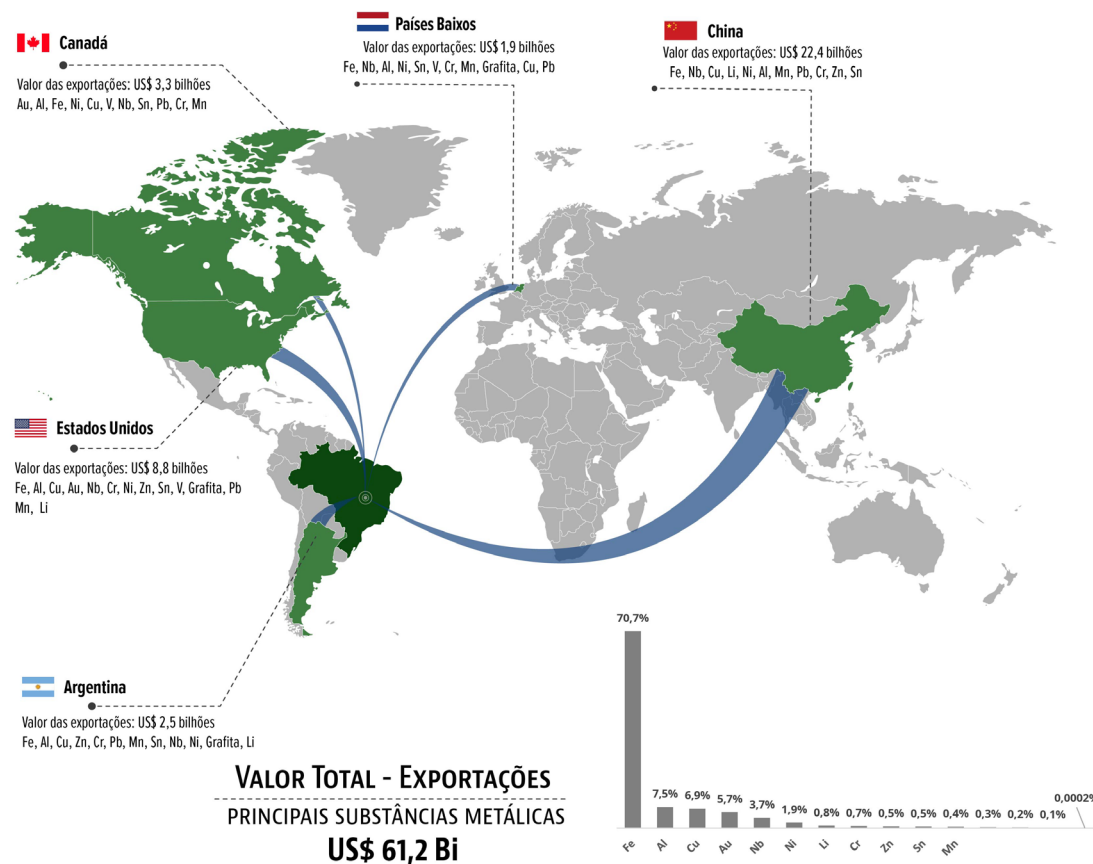 Países Baixos
Valor das exportações: US$ 1,9 bilhões
Fe, Nb, Al, Ni, Sn, V, Cr, Mn, Grafita, Cu, Pb
China
Valor das exportações: US$ 22,4 bilhões
Fe, Nb, Cu, Li, Ni, Al, Mn, Pb, Cr, Zn, Sn
Canadá
Valor das exportações: US$ 3,3 bilhões
Au, Al, Fe, Ni, Cu, V, Nb, Sn, Pb, Cr, Mn
Estados Unidos
Valor das exportações: US$ 8,8 bilhões
Fe, Al, Cu, Au, Nb, Cr, Ni, Zn, Sn, V, Grafita, Pb
Mn, Li
Argentina
Valor das exportações: US$ 2,5 bilhões
Fe, Al, Cu, Zn, Cr, Pb, Mn, Sn, Nb, Ni, Grafita, Li
Valor Total - Exportações
PRINCIPAIS SUBSTÂNCIAS METÁLICAS
US$ 61,2 Bi
70,7%
7,5% 6,9% 5,7% 3,7% 1,9% 0,8% 0,7% 0,5% 0,5% 0,4% 0,3% 0,2% 0,1% 0,0002%
Fe Al Cu Au Nb Ni Li Cr Zn Sn Mn